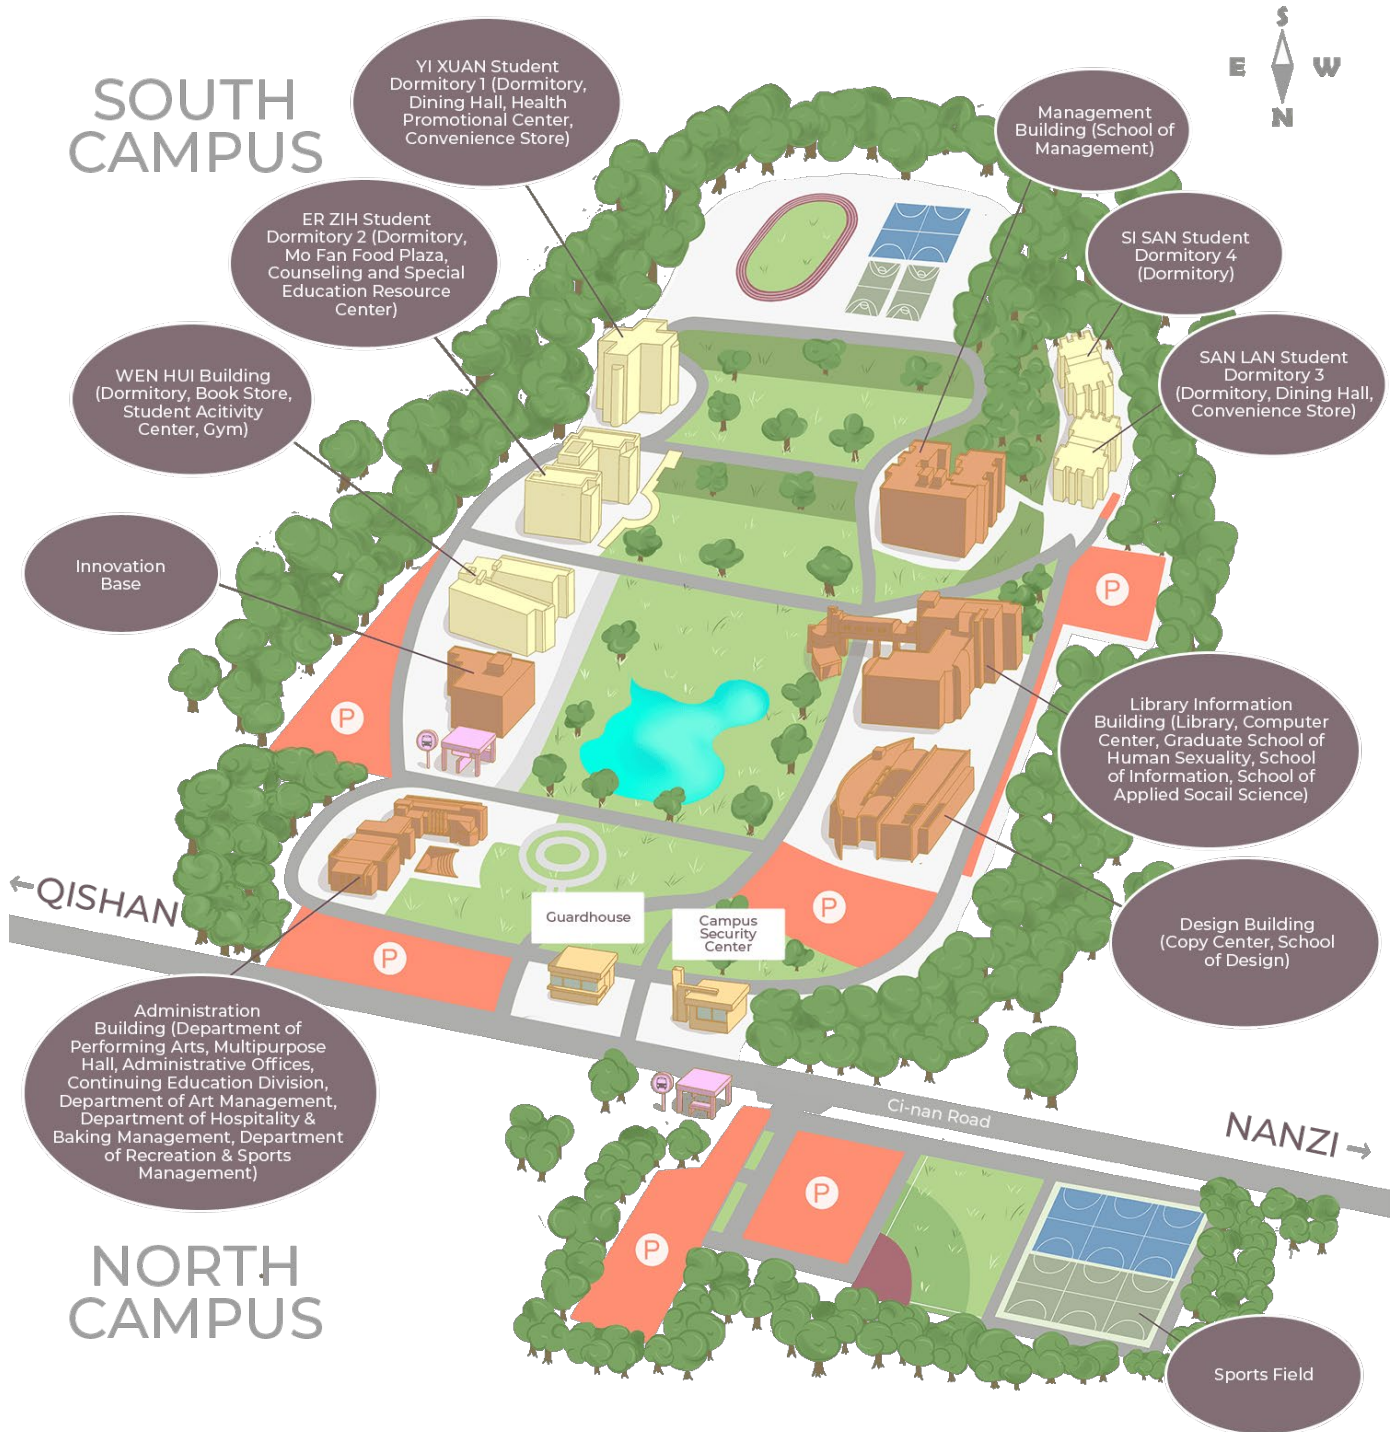 S
E W
N
SOUTH
CAMPUS
YI XUAN Student
Dormitory 1 (Dormitory,
Dining Hall, Health
Promotional Center,
Convenience Store)
Management
Building (School of
Management)
ER ZIH Student
Dormitory 2 (Dormitory,
Mo Fan Food Plaza,
Counseling and Special
Education Resource
Center)
SI SAN Student
Dormitory 4
(Dormitory)
SAN LAN Student
Dormitory 3
(Dormitory, Dining Hall,
Convenience Store)
WEN HUI Building
(Dormitory, Book Store,
Student Acitivity
Center, Gym)
Innovation
Base
P
P
Library Information
Building (Library, Computer
Center, Graduate School of
Human Sexuality, School
of Information, School of
Applied Socail Science)
←QISHAN
Guardhouse
Campus
Security
Center
P
P
Design Building
(Copy Center, School
of Design)
Administration
Building (Department of
Performing Arts, Multipurpose
Hall, Administrative Offices,
Continuing Education Division,
Department of Art Management,
Department of Hospitality &
Baking Management, Department
of Recreation & Sports
Management)
Ci-nan Road
NANZI→
P
P
NORTH
CAMPUS
Sports Field